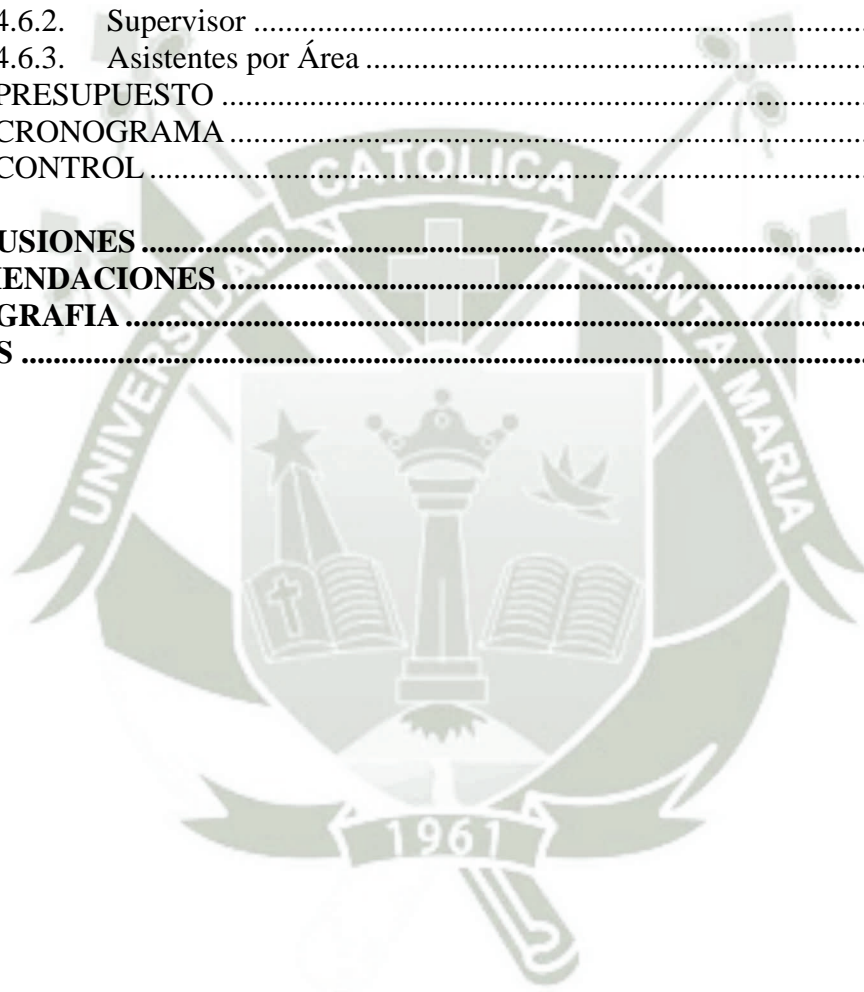 4.6.2. Supervisor ..........................................................................
4.6.3. Asistentes por Área ..........................................................................
PRESUPUESTO ..........................................................................
CRONOGRAMA ..........................................................................
CONTROL ..........................................................................
USIONES ..........................................................................
ENDACIONES ..........................................................................
GRAFIA ..........................................................................
S ..........................................................................
UNIVERSIDAD CATOLICA SANTA MARIA
1961